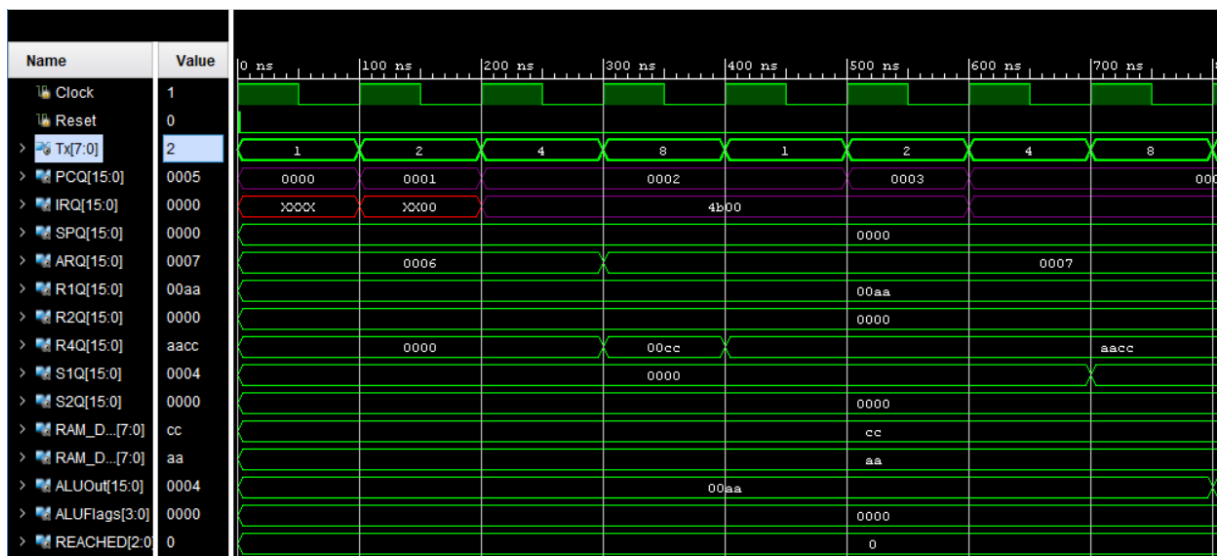 Name Value 0 ns 100 ns 200 ns 300 ns 400 ns 500 ns 600 ns 700 ns
Clock 1
Reset 0
Tx[7:0] 2 1 2 4 8 1 2 4 8
PCQ[15:0] 0005 0000 0001 0002 0003 000
IRQ[15:0] 0000 XXXX XX00 4b00
SPQ[15:0] 0000 0000
ARQ[15:0] 0007 0006 0007
R1Q[15:0] 00aa 00aa
R2Q[15:0] 0000 0000
R4Q[15:0] aacc 0000 00cc aacc
S1Q[15:0] 0004 0000
S2Q[15:0] 0000 0000
RAM_D...[7:0] cc cc
RAM_D...[7:0] aa aa
ALUOut[15:0] 0004 00aa
ALUFlags[3:0] 0000 0000
REACHED[2:0] 0 0